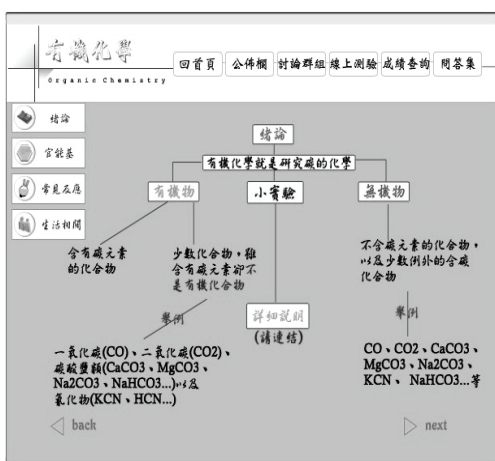 有機化學
Organic Chemistry
回首頁 公佈欄 討論群組 線上測驗 成績查詢 問答集
緒論
官能基
常見反應
生活相關
緒論
有機化學就是研究碳的化學
有機物 小實驗 無機物
含有碳元素
的化合物
少數化合物，雖
含有碳元素卻不
是有機化合物
不含碳元素的化合物，
以及少數例外的含碳
化合物
舉例
詳細說明
(請連結)
舉例
一氧化碳(CO)、二氧化碳(CO2)、
碳酸鹽類(CaCO3、MgCO3、
Na2CO3、NaHCO3...)以及
氰化物(KCN、HCN...)
CO、CO2、CaCO3、
MgCO3、Na2CO3、
KCN、 NaHCO3...等
back
next